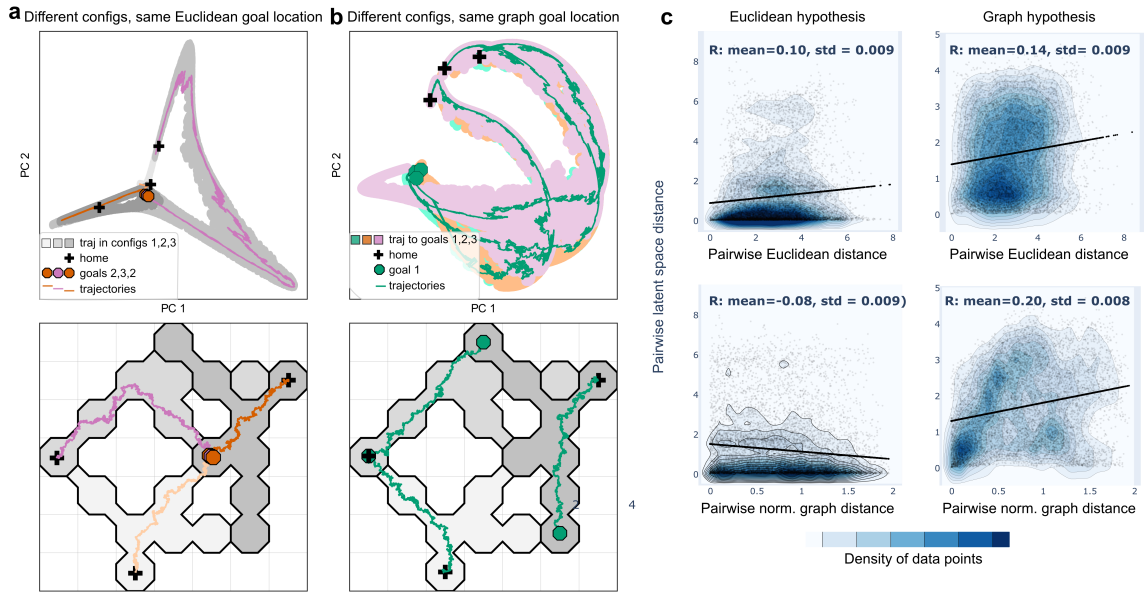 a Different configs, same Euclidean goal location
PC 2
traj in configs 1,2,3
home
goals 2,3,2
trajectories
PC 1
b Different configs, same graph goal location
PC 2
traj to goals 1,2,3
home
goal 1
trajectories
PC 1
2
4
c
Euclidean hypothesis
Graph hypothesis
Pairwise latent space distance
R: mean=0.10, std = 0.009
8
6
4
2
0
0 2 4 6 8
Pairwise Euclidean distance
R: mean=0.14, std= 0.009
5
4
3
2
1
0
0 2 4 6 8
Pairwise Euclidean distance
R: mean=-0.08, std = 0.009)
8
6
4
2
0
0 0.5 1 1.5 2
Pairwise norm. graph distance
R: mean=0.20, std = 0.008
5
4
3
2
1
0
0 0.5 1 1.5 2
Pairwise norm. graph distance
Density of data points